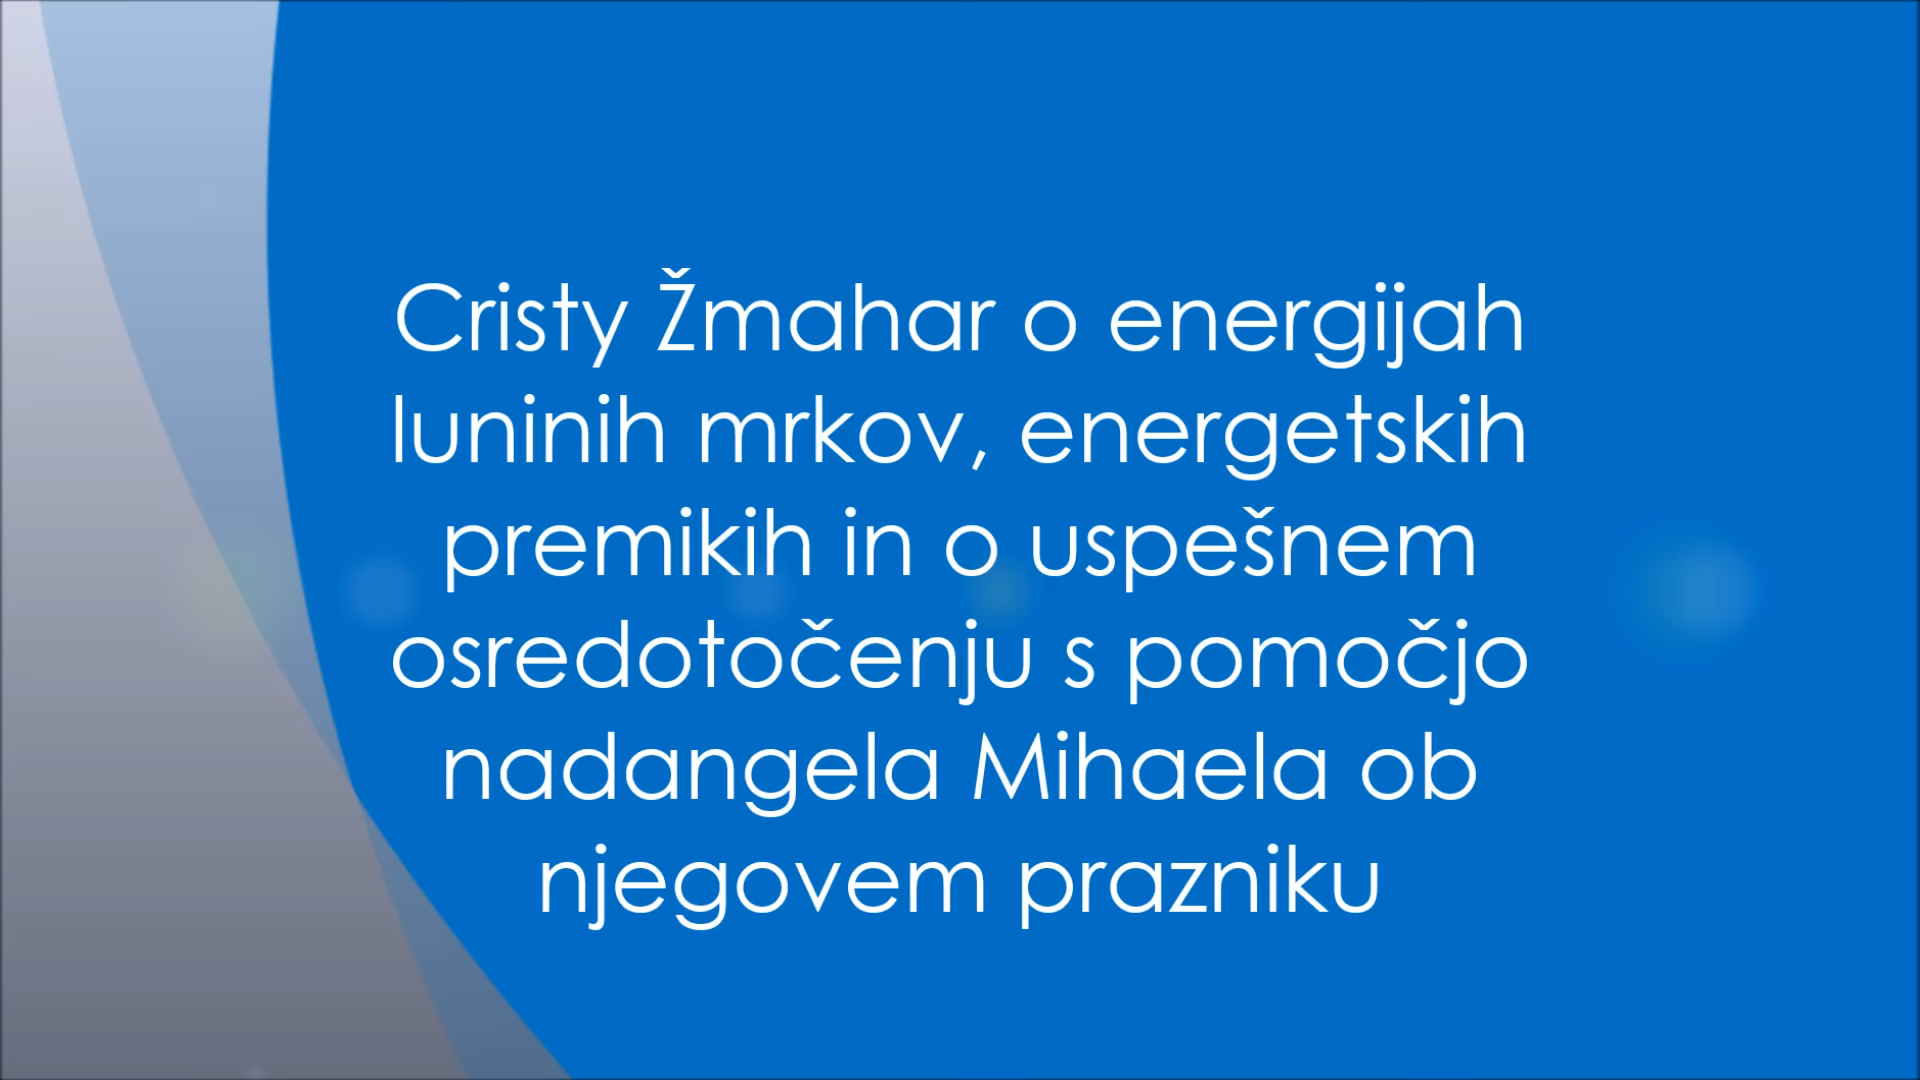 Cristy Žmahar o energijah
luninih mrkov, energetskih
premikih in o uspešnem
osredotočenju s pomočjo
nadangela Mihaela ob
njegovem prazniku